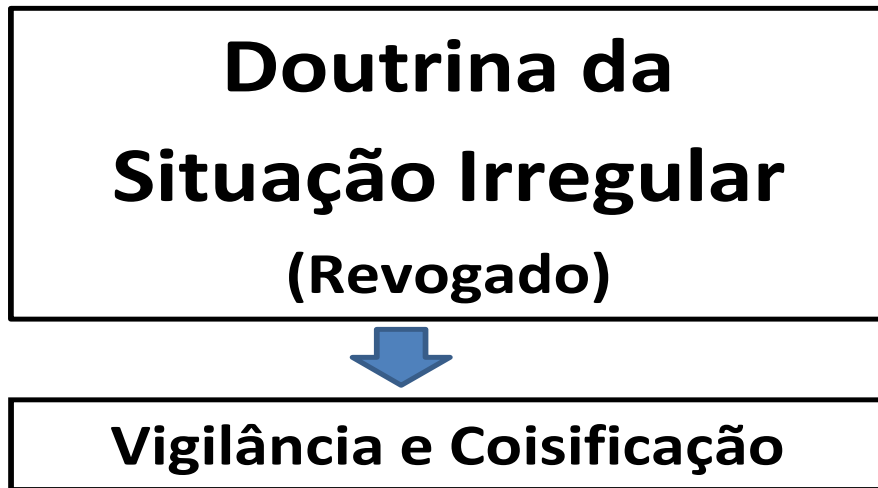 Doutrina da
Situação Irregular
(Revogado)
Vigilância e Coisificação